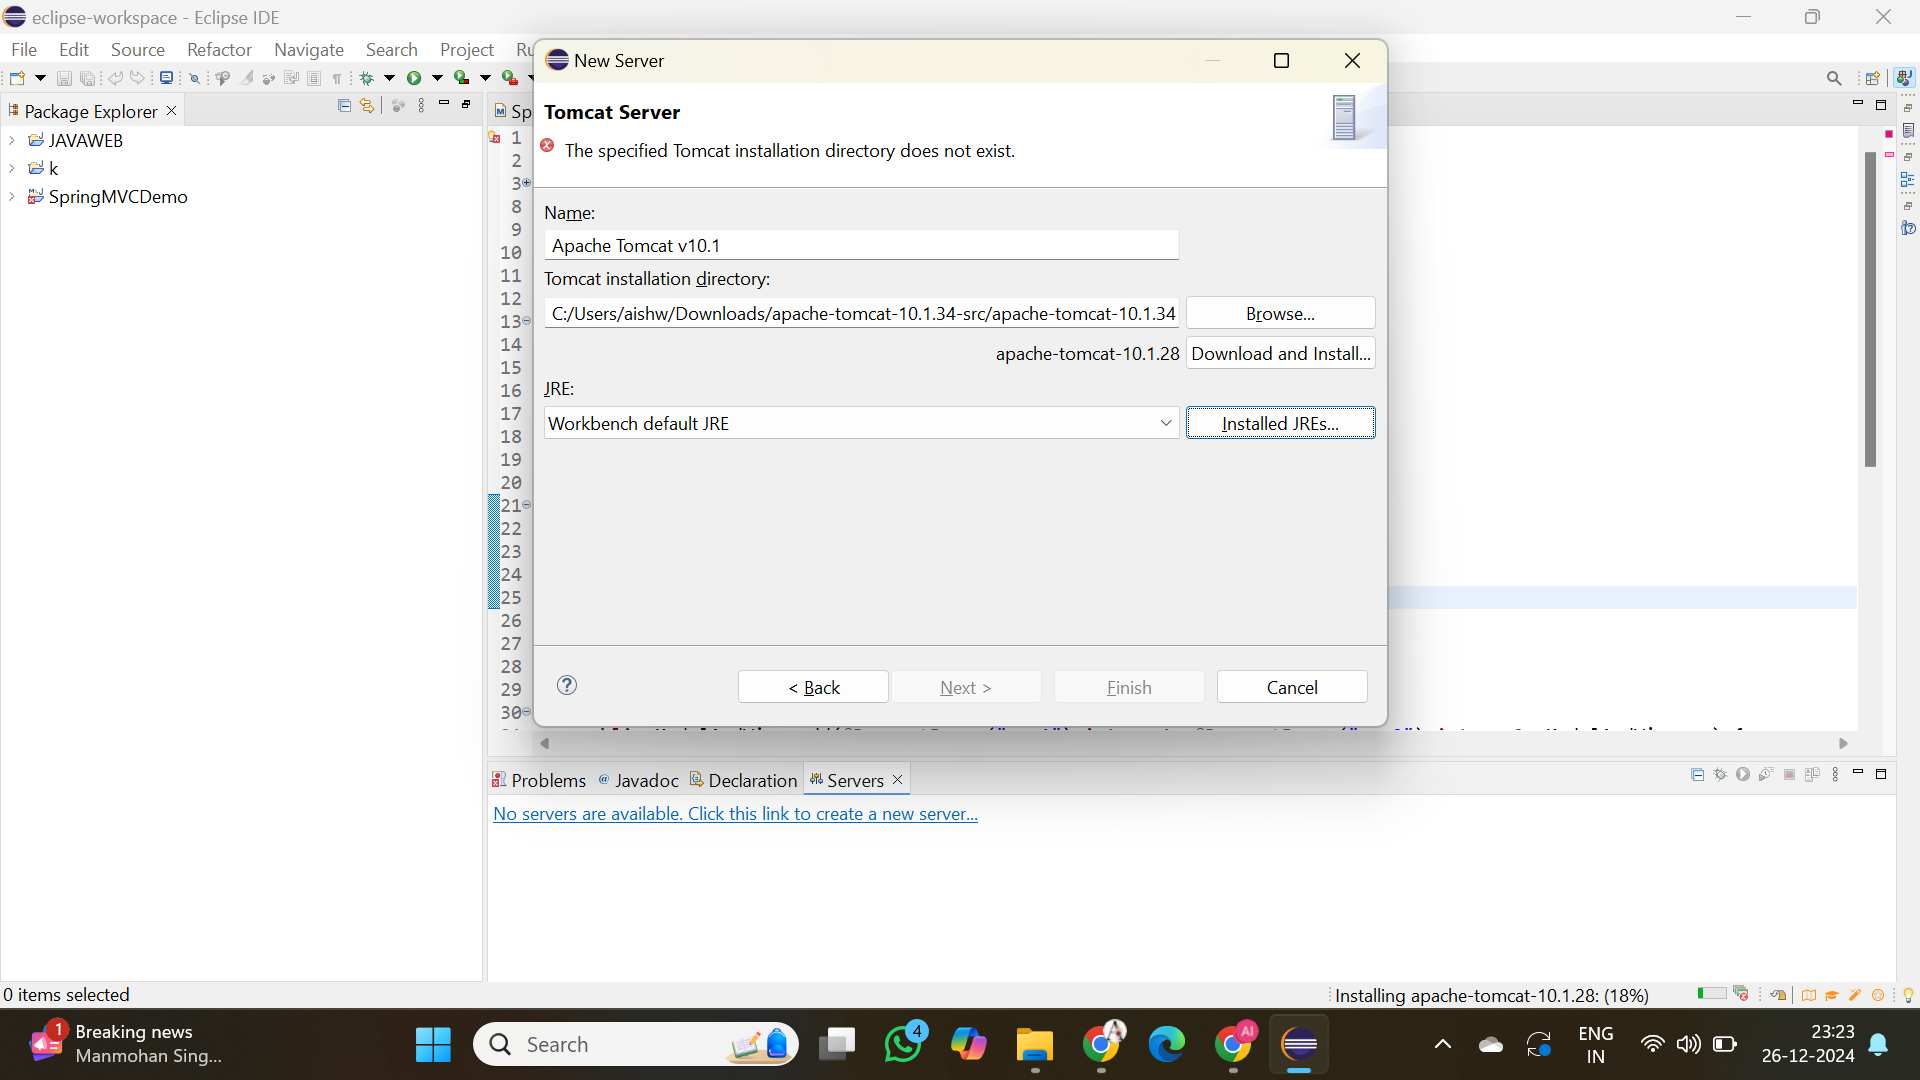 eclipse-workspace - Eclipse IDE
File Edit Source Refactor Navigate Search Project
Package Explorer
JAVAWEB
k
SpringMVCDemo
New Server
Tomcat Server
The specified Tomcat installation directory does not exist.
Name:
Apache Tomcat v10.1
Tomcat installation directory:
C:/Users/aishw/Downloads/apache-tomcat-10.1.34-src/apache-tomcat-10.1.34
Browse...
apache-tomcat-10.1.28
Download and Install...
JRE:
Workbench default JRE
Installed JREs...
< Back
Next >
Finish
Cancel
1
2
3
8
9
10
11
12
13
14
15
16
17
18
19
20
21
22
23
24
25
26
27
28
29
30
Problems Javadoc Declaration Servers
No servers are available. Click this link to create a new server...
0 items selected
Installing apache-tomcat-10.1.28: (18%)
1
Breaking news
Manmohan Sing...
Search
4
AI
ENG
IN
23:23
26-12-2024